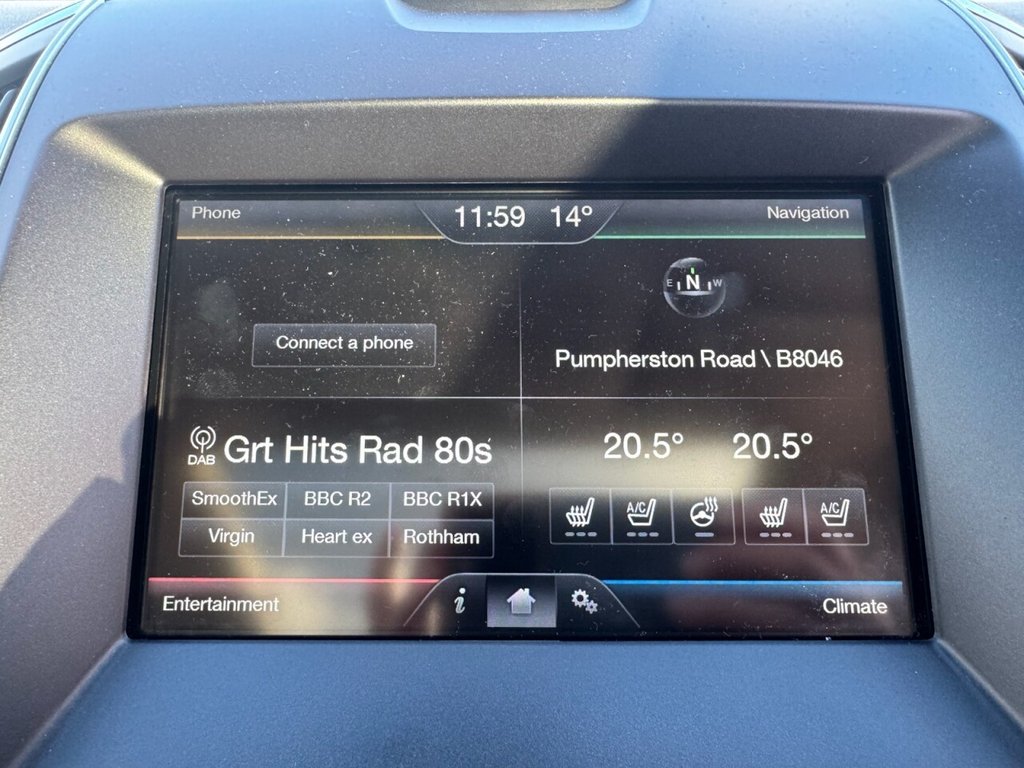 Phone
11:59 14°
Navigation
E N W
Connect a phone
Pumpherston Road \ B8046
DAB
Grt Hits Rad 80s
20.5° 20.5°
SmoothEx BBC R2 BBC R1X
Virgin Heart ex Rothham
A/C A/C
Entertainment
i
Climate